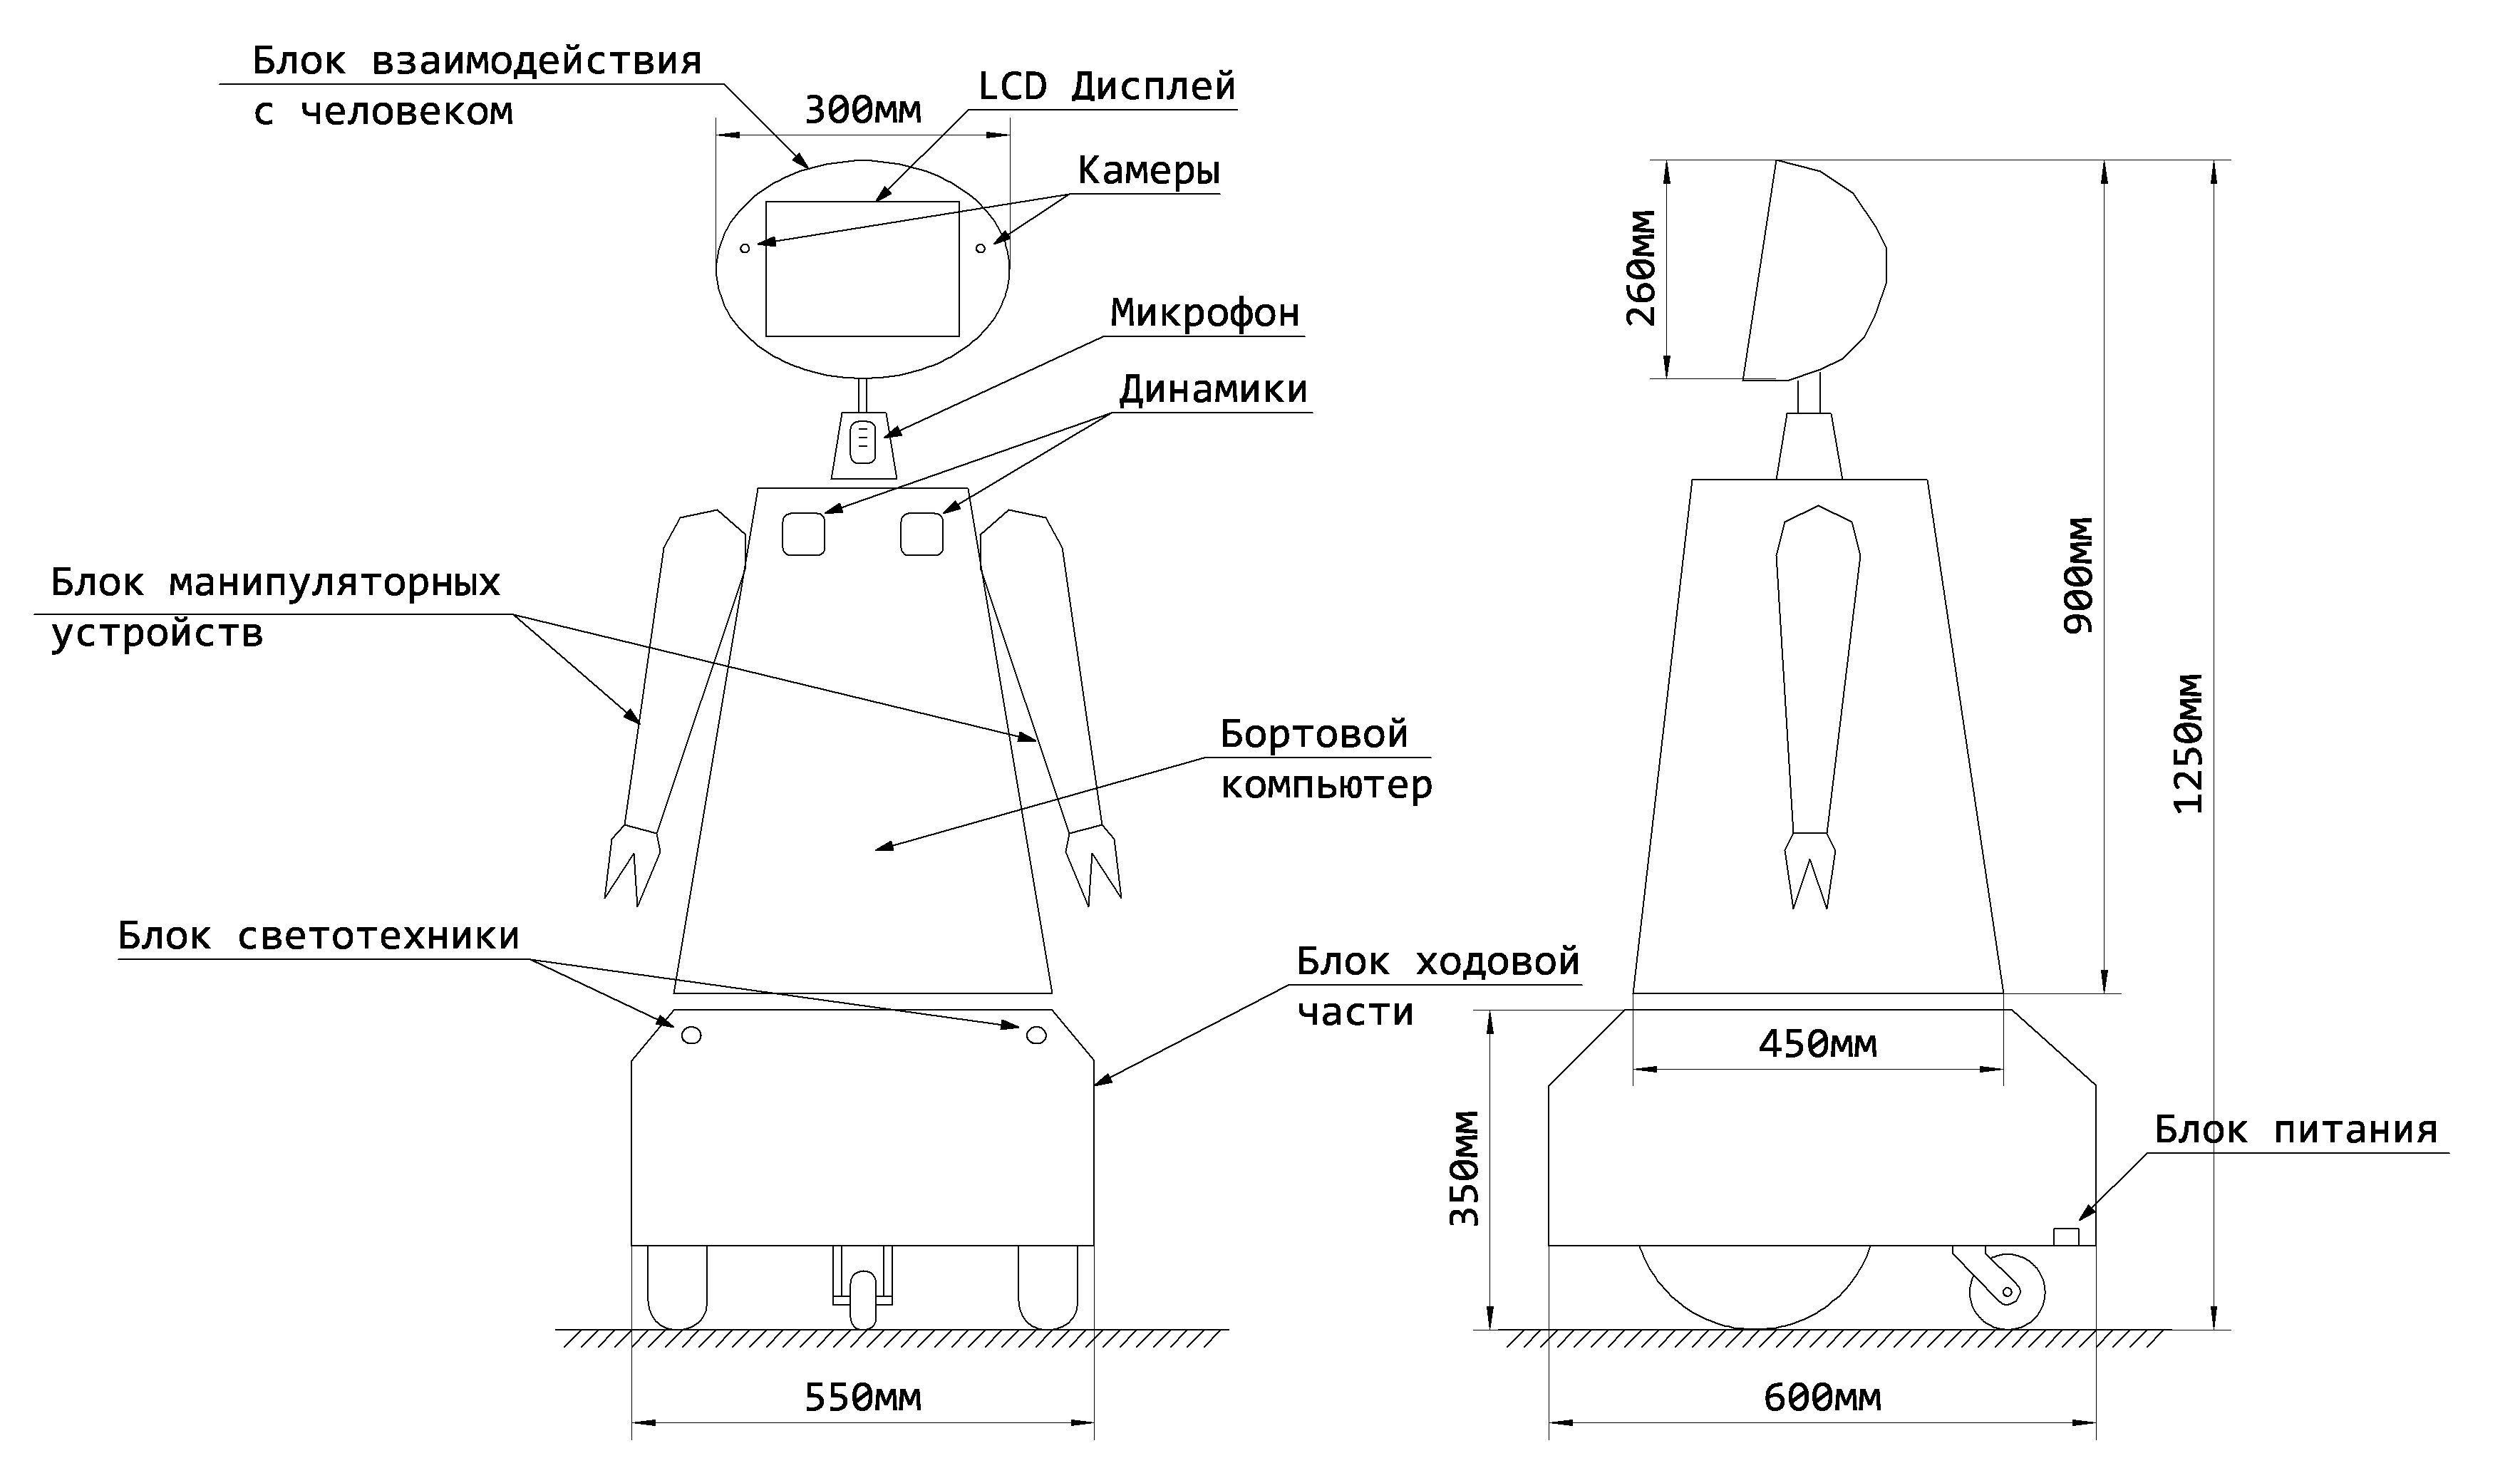 Блок взаимодействия
с человеком
300мм
LCD Дисплей
Камеры
Микрофон
Динамики
Блок манипуляторных
устройств
Бортовой
компьютер
Блок светотехники
Блок ходовой
части
550мм
260мм
900мм
1250мм
450мм
350мм
Блок питания
600мм